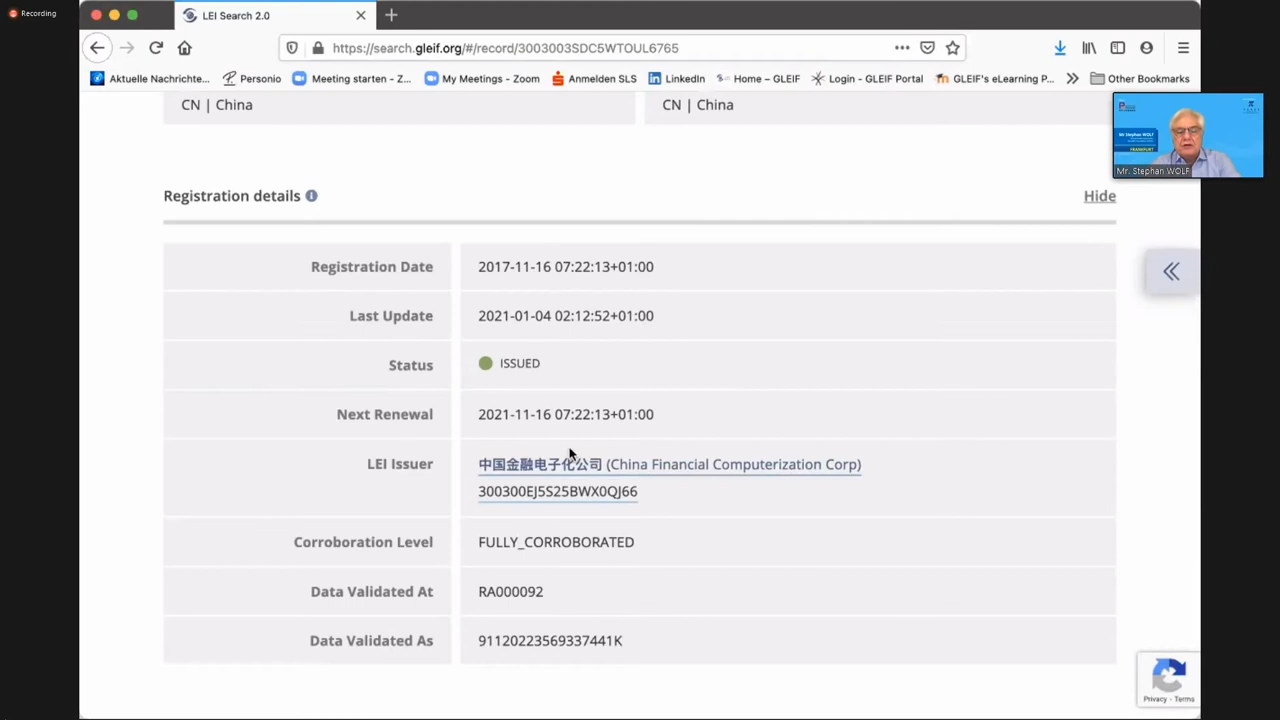 Recording
LEI Search 2.0
https://search.gleif.org/#/record/3003003SDC5WTOUL6765
Aktuelle Nachrichte... Personio Meeting starten - Z... My Meetings - Zoom Anmelden SLS LinkedIn Home – GLEIF Login - GLEIF Portal GLEIF's eLearning P... Other Bookmarks
CN | China CN | China
Mr Stephan WOLF
FRANKFURT
Mr. Stephan WOLF
Registration details Hide
Registration Date 2017-11-16 07:22:13+01:00
Last Update 2021-01-04 02:12:52+01:00
Status ISSUED
Next Renewal 2021-11-16 07:22:13+01:00
LEI Issuer 中国金融电子化公司 (China Financial Computerization Corp)
300300EJ5S25BWX0QJ66
Corroboration Level FULLY_CORROBORATED
Data Validated At RA000092
Data Validated As 91120223569337441K
Privacy - Terms